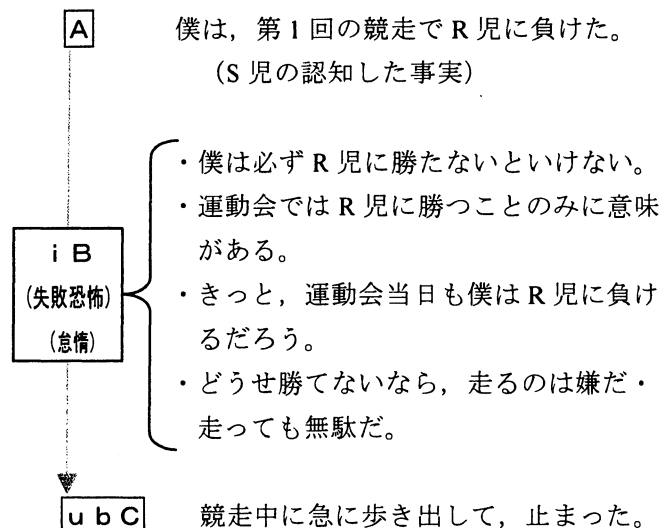 A 僕は，第1回の競走でR児に負けた。
（S児の認知した事実）
・僕は必ずR児に勝たないといけない。
・運動会ではR児に勝つことのみに意味
がある。
iB
(失敗恐怖)
(怠惰)
・きっと，運動会当日も僕はR児に負け
るだろう。
・どうせ勝てないなら，走るのは嫌だ・
走っても無駄だ。
ubC 競走中に急に歩き出して，止まった。